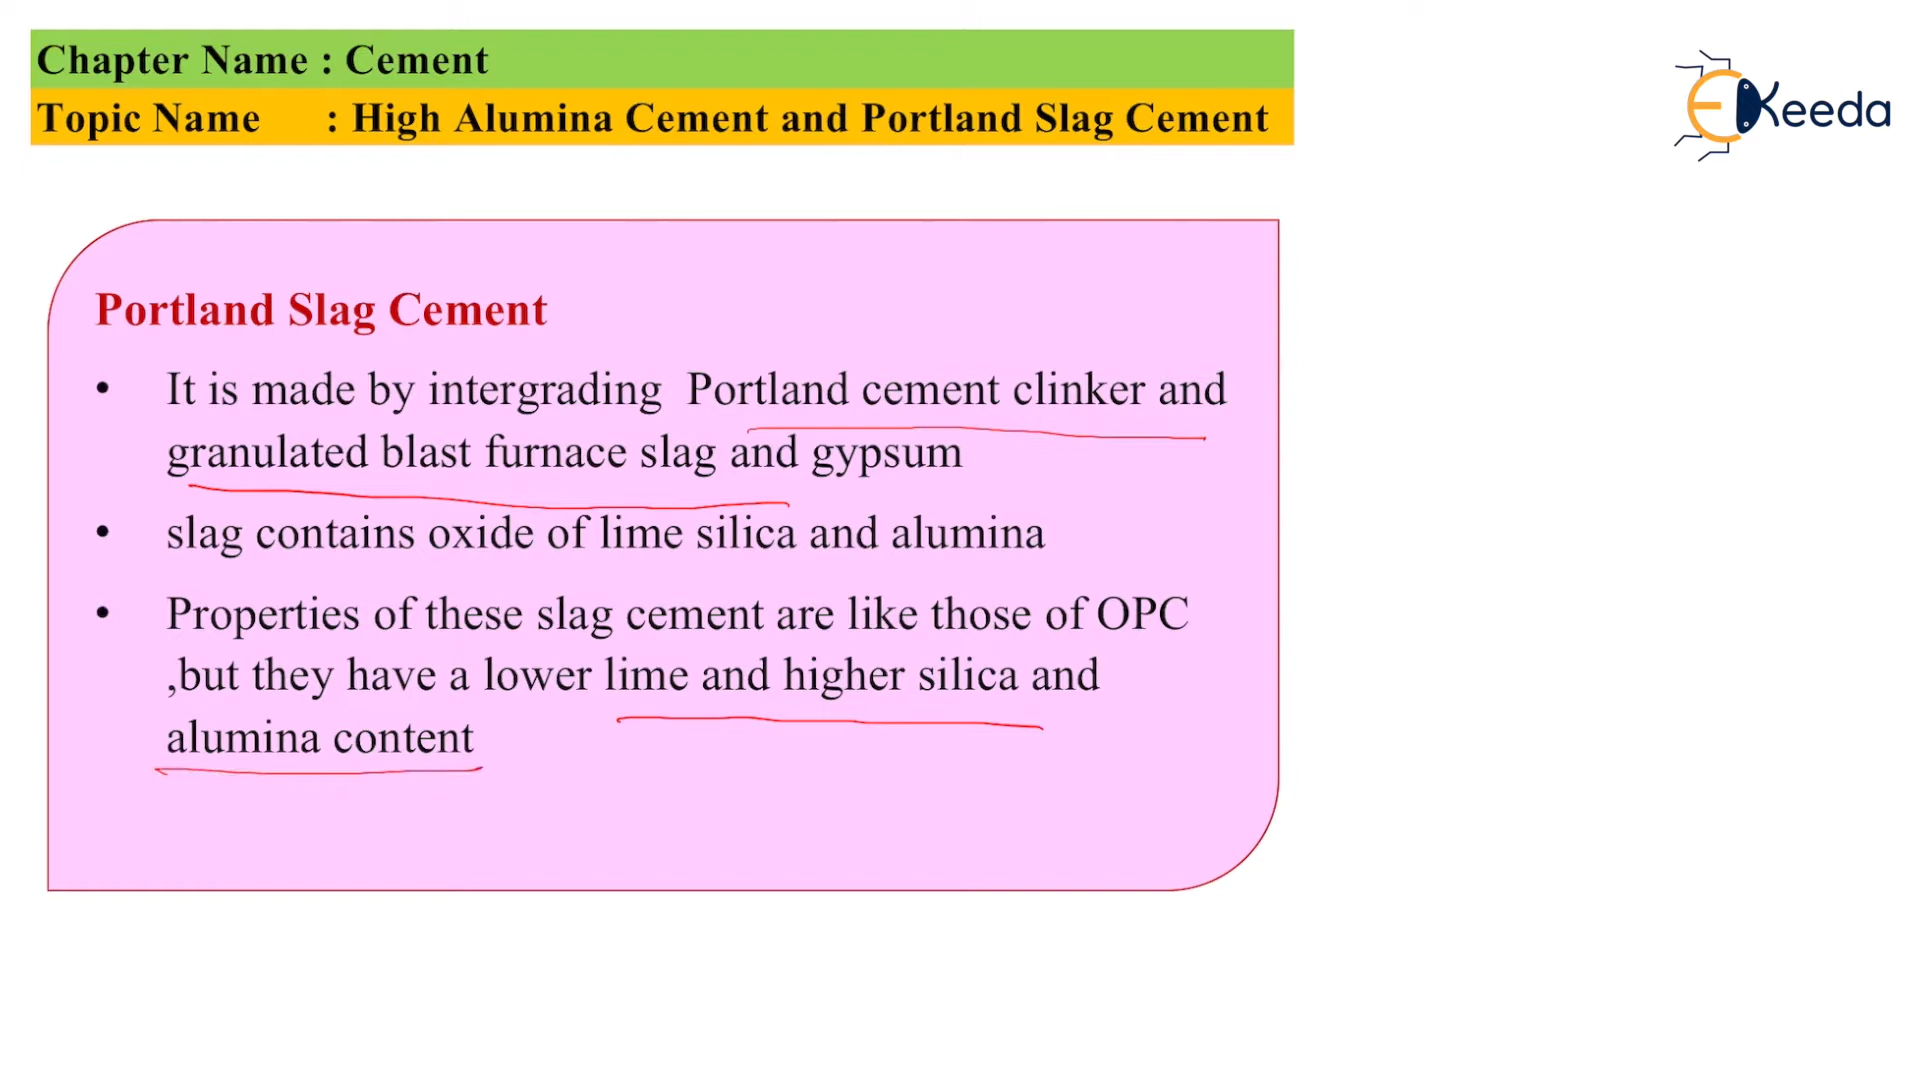 Chapter Name : Cement
Topic Name : High Alumina Cement and Portland Slag Cement
EKeeda
Portland Slag Cement
• It is made by intergrading Portland cement clinker and
granulated blast furnace slag and gypsum
• slag contains oxide of lime silica and alumina
• Properties of these slag cement are like those of OPC
,but they have a lower lime and higher silica and
alumina content